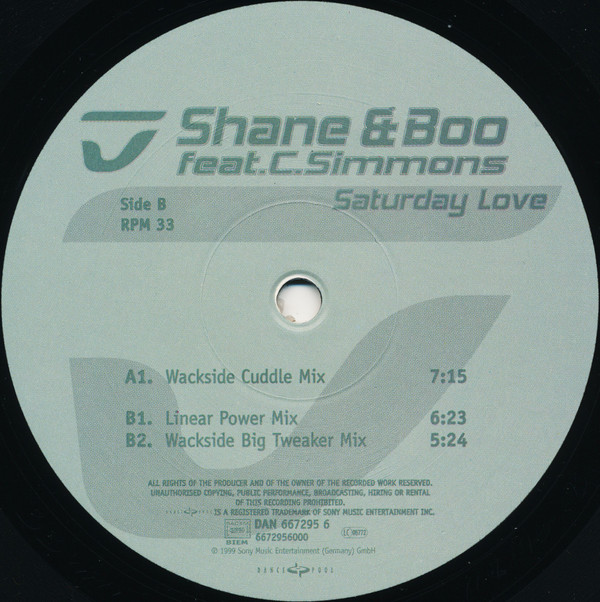 Shane & Boo
feat.C.Simmons
Saturday Love
Side B
RPM 33
A1. Wackside Cuddle Mix 7:15
B1. Linear Power Mix 6:23
B2. Wackside Big Tweaker Mix 5:24
ALL RIGHTS OF THE PRODUCER AND OF THE OWNER OF THE RECORDED WORK RESERVED.
UNAUTHORISED COPYING, PUBLIC PERFORMANCE, BROADCASTING, HIRING OR RENTAL
OF THIS RECORDING PROHIBITED.
IS A REGISTERED TRADEMARK OF SONY MUSIC ENTERTAINMENT INC.
DAN 667295 6
BIEM 6672956000
© 1999 Sony Music Entertainment (Germany) GmbH
DANCE POOL